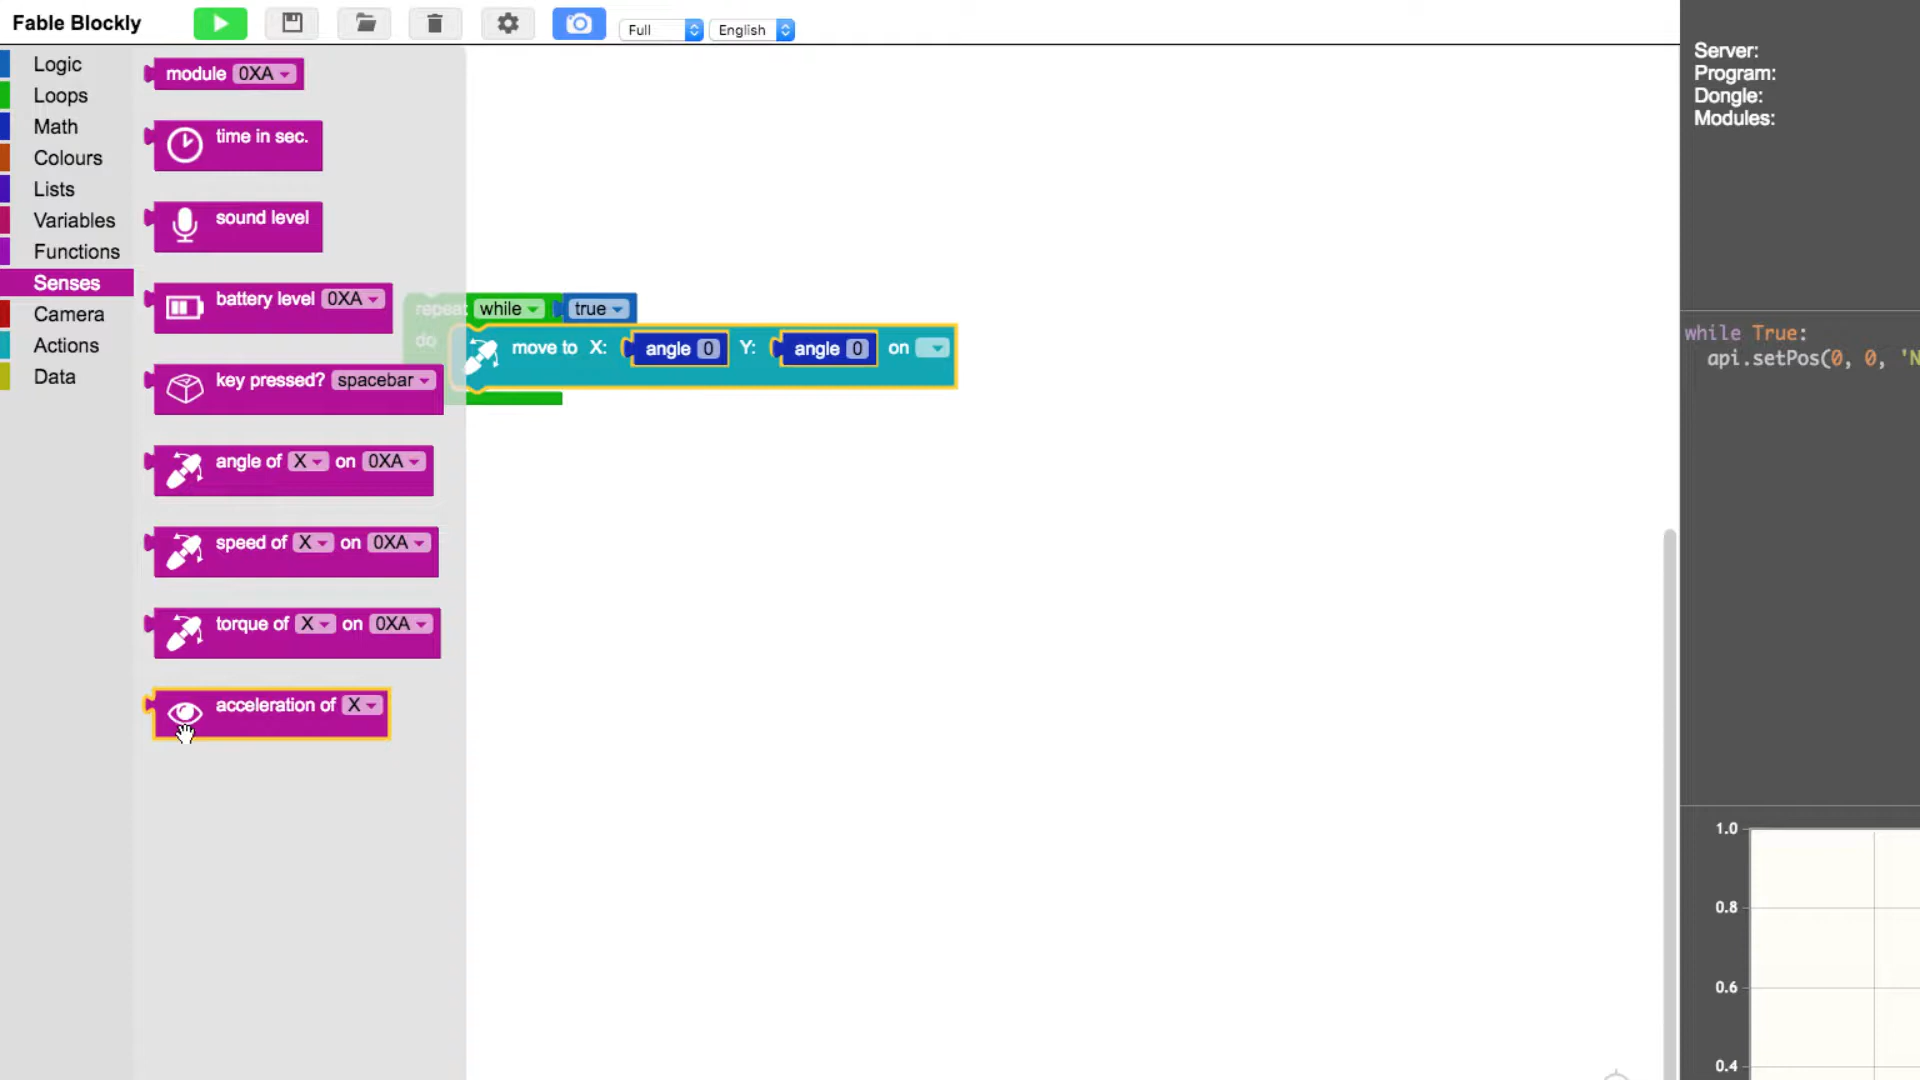 Fable Blockly
Full
English
Logic
Loops
Math
Colours
Lists
Variables
Functions
Senses
Camera
Actions
Data
module 0XA
time in sec.
sound level
battery level 0XA
key pressed? spacebar
angle of X on 0XA
speed of X on 0XA
torque of X on 0XA
acceleration of X
repeat while true
do
move to X: angle 0 Y: angle 0 on
Server:
Program:
Dongle:
Modules:
while True:
api.setPos(0, 0, 'N
1.0
0.8
0.6
0.4